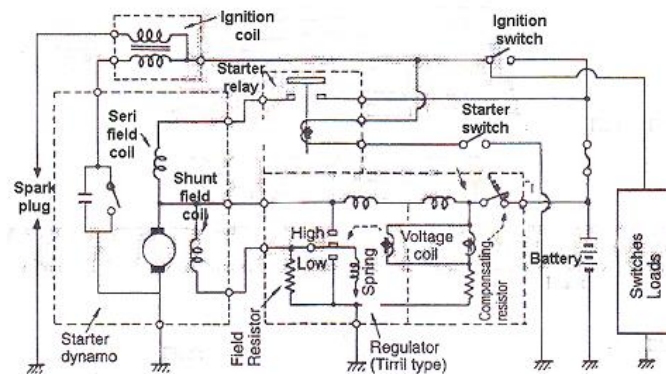 Ignition
coil
Ignition
switch
Starter
relay
Starter
switch
Seri
field
coil
Shunt
field
coil
Spark
plug
High
Low
Voltage
coil
Spring
Compensating
resistor
Battery
Switches
Loads
Starter
dynamo
Field
Resistor
Regulator
(Tirril type)